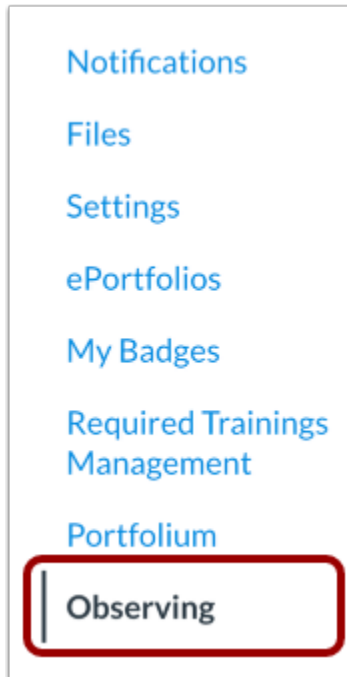 Notifications
Files
Settings
ePortfolios
My Badges
Required Trainings
Management
Portfolium
Observing